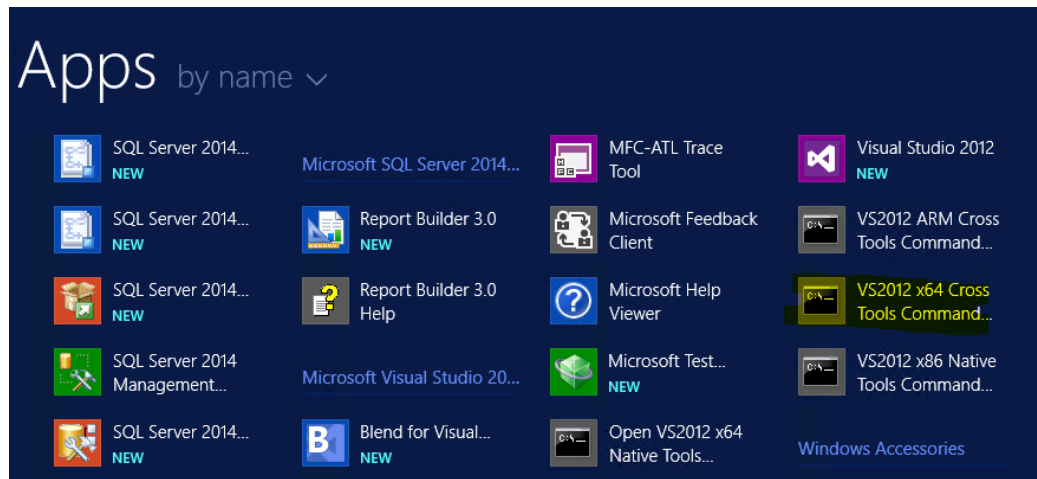 Apps by name
SQL Server 2014...
NEW
SQL Server 2014...
NEW
SQL Server 2014...
NEW
SQL Server 2014
Management...
SQL Server 2014...
NEW
Microsoft SQL Server 2014...
Report Builder 3.0
NEW
Report Builder 3.0
Help
Microsoft Visual Studio 20...
Blend for Visual...
NEW
MFC-ATL Trace
Tool
Microsoft Feedback
Client
Microsoft Help
Viewer
Microsoft Test...
NEW
Open VS2012 x64
Native Tools...
Visual Studio 2012
NEW
VS2012 ARM Cross
Tools Command...
VS2012 x64 Cross
Tools Command...
VS2012 x86 Native
Tools Command...
Windows Accessories